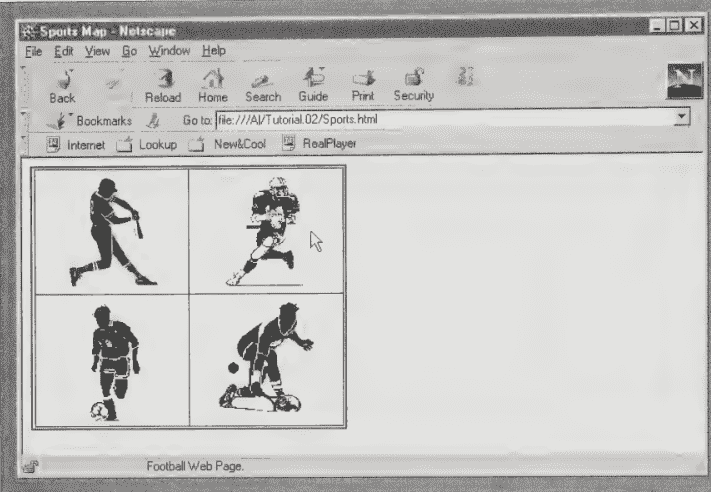 Sports Map - Netscape
File Edit View Go Window Help
Back Reload Home Search Guide Print Security
N
Bookmarks Go to: file:///A|/Tutorial.02/Sports.html
Internet Lookup New&Cool RealPlayer
Football Web Page.